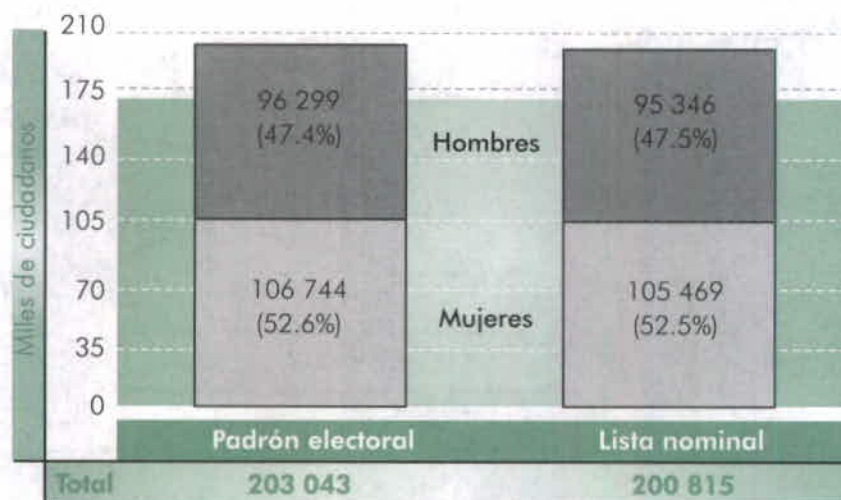 Miles de ciudadanos
210
175
140
105
70
35
0
96 299
(47.4%)
Hombres
95 346
(47.5%)
106 744
(52.6%)
Mujeres
105 469
(52.5%)
Padrón electoral
Lista nominal
Total 203 043 200 815